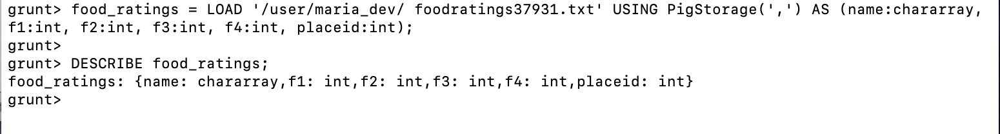 grunt> food_ratings = LOAD '/user/maria_dev/ foodratings37931.txt' USING PigStorage(',') AS (name:chararray,
f1:int, f2:int, f3:int, f4:int, placeid:int);
grunt>
grunt> DESCRIBE food_ratings;
food_ratings: {name: chararray,f1: int,f2: int,f3: int,f4: int,placeid: int}
grunt>